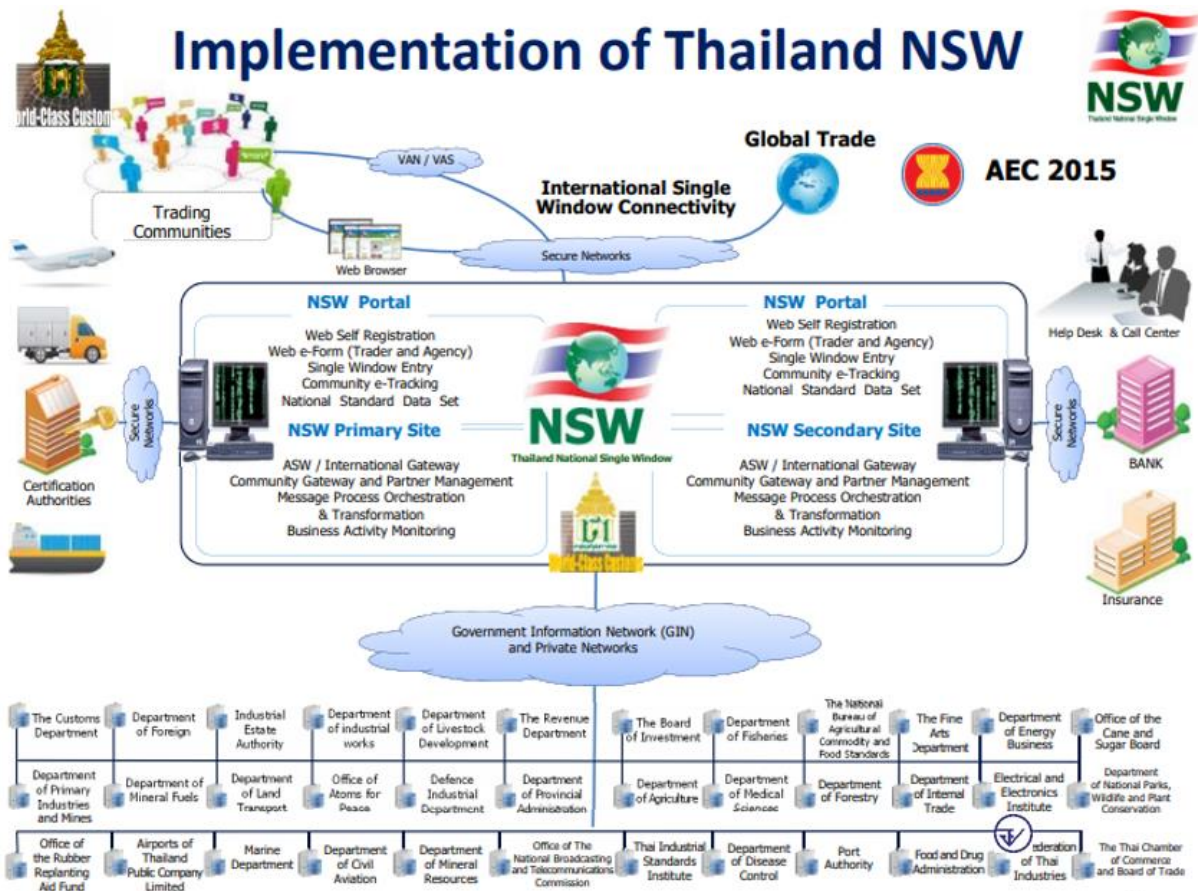 Implementation of Thailand NSW
World-Class Customs
NSW
Thailand National Single Window
VAN / VAS
Global Trade
AEC 2015
International Single
Window Connectivity
Trading
Communities
Web Browser
Secure Networks
NSW Portal
Web Self Registration
Web e-Form (Trader and Agency)
Single Window Entry
Community e-Tracking
National Standard Data Set
NSW Primary Site
ASW / International Gateway
Community Gateway and Partner Management
Message Process Orchestration
& Transformation
Business Activity Monitoring
NSW
Thailand National Single Window
World-Class Customs
NSW Portal
Web Self Registration
Web e-Form (Trader and Agency)
Single Window Entry
Community e-Tracking
National Standard Data Set
NSW Secondary Site
ASW / International Gateway
Community Gateway and Partner Management
Message Process Orchestration
& Transformation
Business Activity Monitoring
Secure
Networks
Certification
Authorities
Secure
Networks
Help Desk & Call Center
BANK
Insurance
Government Information Network (GIN)
and Private Networks
The Customs
Department
Department
of Foreign
Industrial
Estate
Authority
Department
of industrial
works
Department
of Livestock
Development
The Revenue
Department
The Board
of Investment
Department
of Fisheries
The National
Bureau of
Agricultural
Commodity and
Food Standards
The Fine
Arts
Department
Department
of Energy
Business
Office of the
Cane and
Sugar Board
Department
of Primary
Industries
and Mines
Department of
Mineral Fuels
Department
of Land
Transport
Office of
Atoms for
Peace
Defence
Industrial
Department
Department
of Provincial
Administration
Department
of Agriculture
Department
of Medical
Sciences
Department
of Forestry
Department
of Internal
Trade
Electrical and
Electronics
Institute
Department
of National Parks,
Wildlife and Plant
Conservation
Office of
the Rubber
Replanting
Aid Fund
Airports of
Thailand
Public Company
Limited
Marine
Department
Department
of Civil
Aviation
Department
of Mineral
Resources
Office of The
National Broadcasting
and Telecommunications
Commission
Thai Industrial
Standards
Institute
Department
of Disease
Control
Port
Authority
Food and Drug
Administration
ederation
of Thai
Industries
The Thai Chamber
of Commerce
and Board of Trade